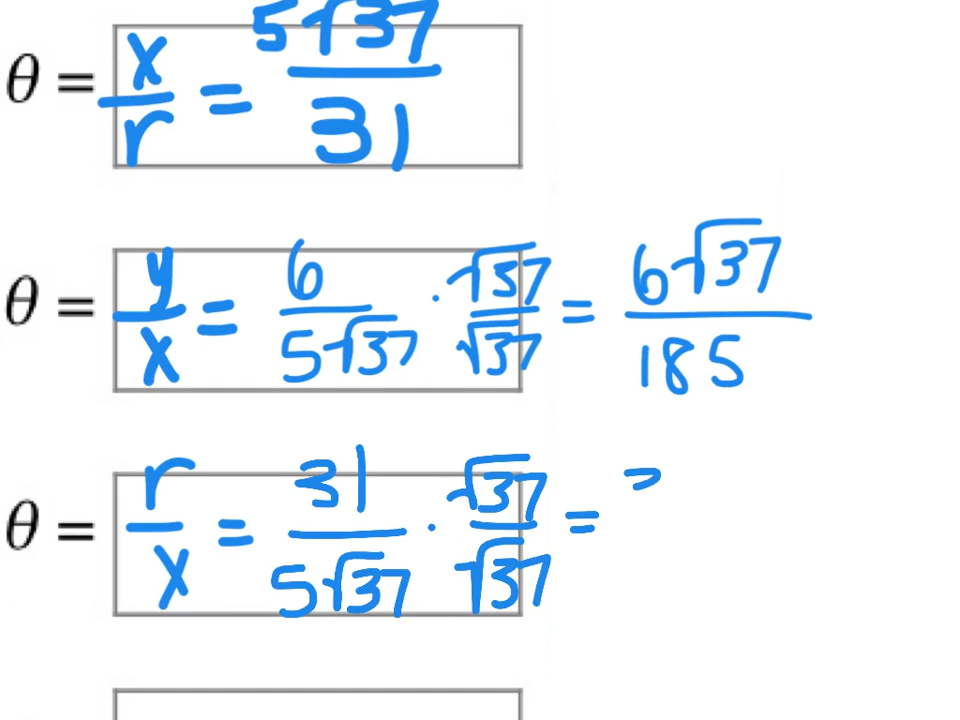 θ = x/r = 5√37/31
θ = y/x = 6/5√37 · √37/√37 = 6√37/185
θ = r/x = 31/5√37 · √37/√37 =